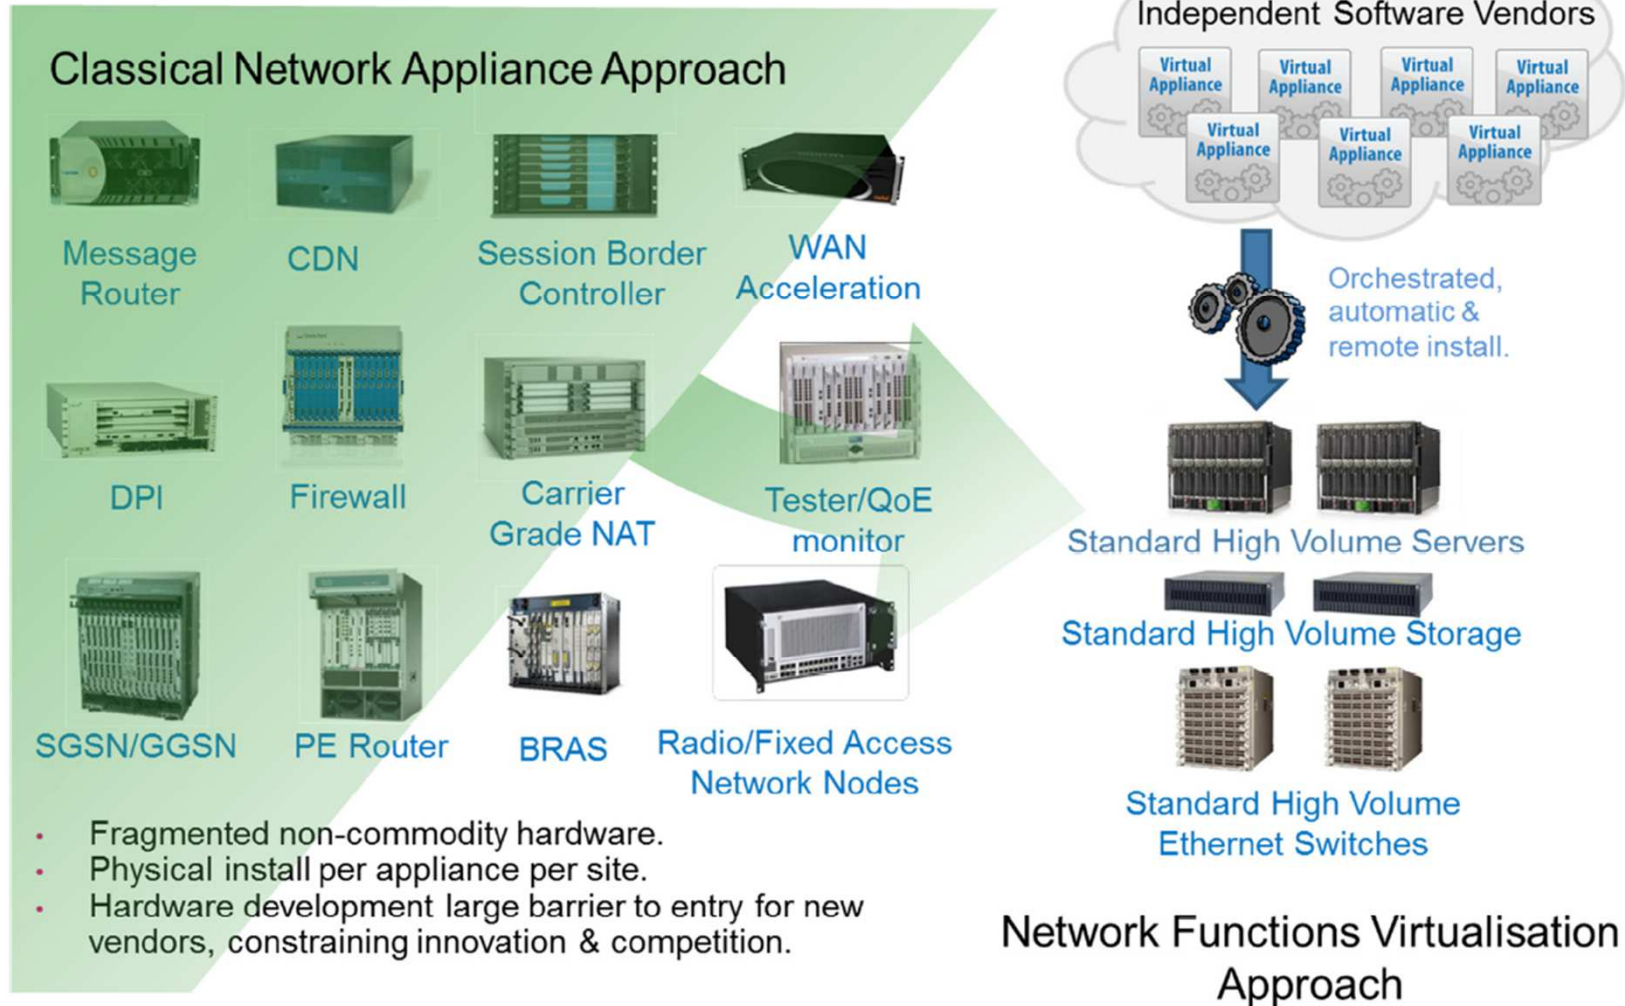 Classical Network Appliance Approach
Message
Router
CDN
Session Border
Controller
WAN
Acceleration
DPI
Firewall
Carrier
Grade NAT
Tester/QoE
monitor
SGSN/GGSN
PE Router
BRAS
Radio/Fixed Access
Network Nodes
• Fragmented non-commodity hardware.
• Physical install per appliance per site.
• Hardware development large barrier to entry for new
vendors, constraining innovation & competition.
Independent Software Vendors
Virtual
Appliance
Virtual
Appliance
Virtual
Appliance
Virtual
Appliance
Virtual
Appliance
Virtual
Appliance
Virtual
Appliance
Orchestrated,
automatic &
remote install.
Standard High Volume Servers
Standard High Volume Storage
Standard High Volume
Ethernet Switches
Network Functions Virtualisation
Approach